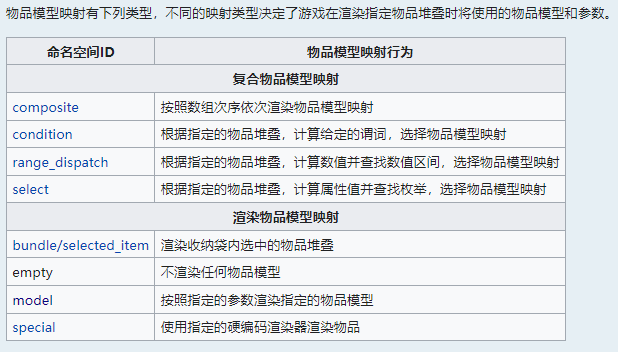 物品模型映射有下列类型，不同的映射类型决定了游戏在渲染指定物品堆叠时将使用的物品模型和参数。
命名空间ID 物品模型映射行为
复合物品模型映射
composite 按照数组次序依次渲染物品模型映射
condition 根据指定的物品堆叠，计算给定的谓词，选择物品模型映射
range_dispatch 根据指定的物品堆叠，计算数值并查找数值区间，选择物品模型映射
select 根据指定的物品堆叠，计算属性值并查找枚举，选择物品模型映射
渲染物品模型映射
bundle/selected_item 渲染收纳袋内选中的物品堆叠
empty 不渲染任何物品模型
model 按照指定的参数渲染指定的物品模型
special 使用指定的硬编码渲染器渲染物品